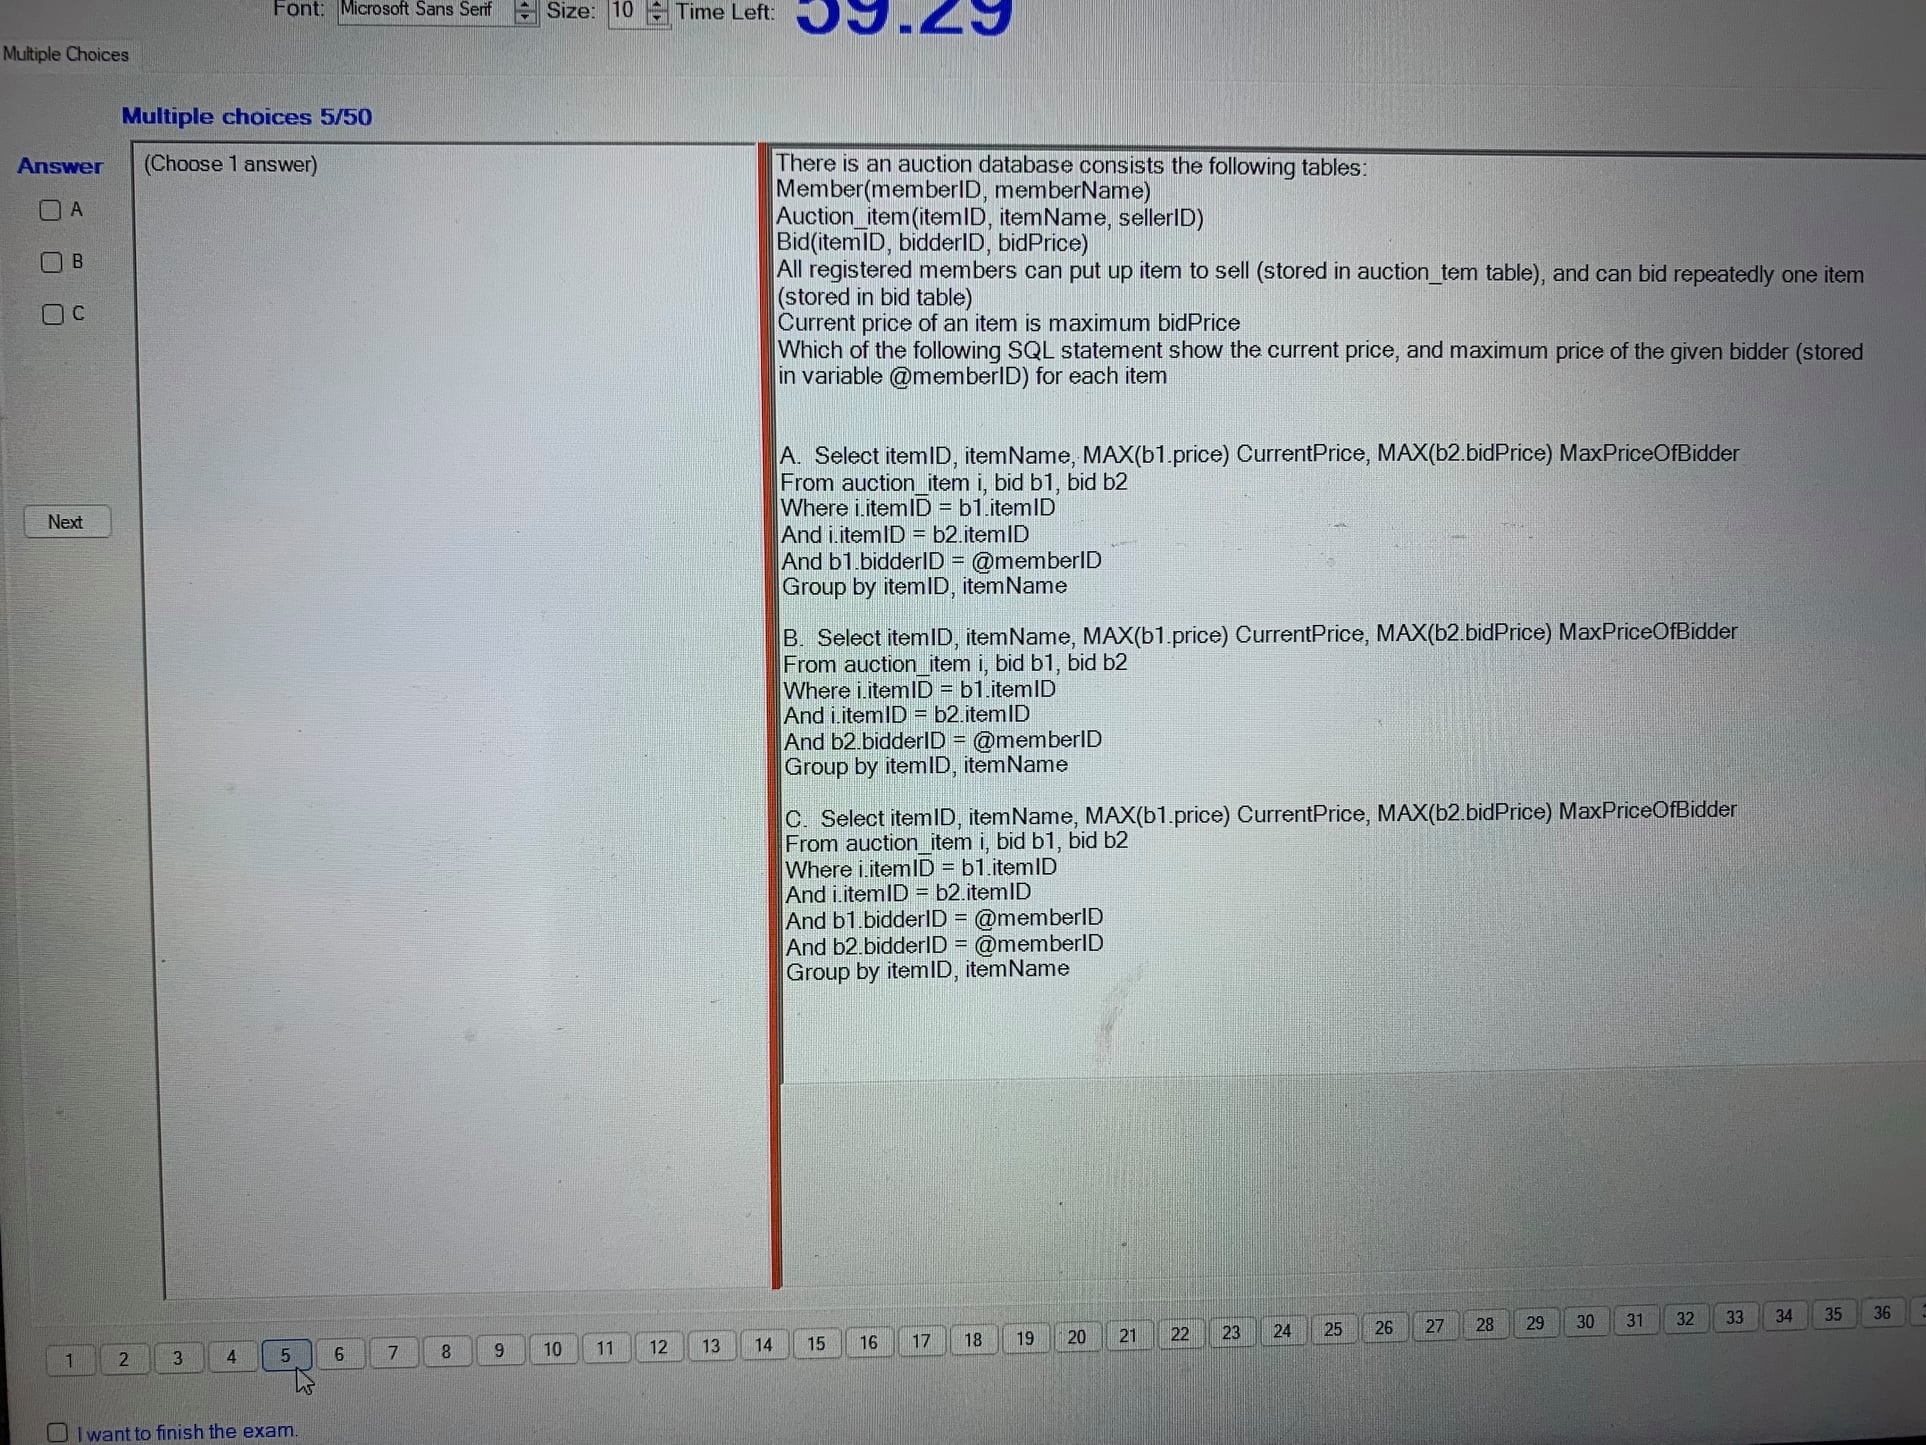 Font: Microsoft Sans Serif Size: 10 Time Left: 59:29
Multiple Choices
Multiple choices 5/50
Answer
(Choose 1 answer)
A
B
C
Next
There is an auction database consists the following tables:
Member(memberID, memberName)
Auction_item(itemID, itemName, sellerID)
Bid(itemID, bidderID, bidPrice)
All registered members can put up item to sell (stored in auction_tem table), and can bid repeatedly one item
(stored in bid table)
Current price of an item is maximum bidPrice
Which of the following SQL statement show the current price, and maximum price of the given bidder (stored
in variable @memberID) for each item
A. Select itemID, itemName, MAX(b1.price) CurrentPrice, MAX(b2.bidPrice) MaxPriceOfBidder
From auction_item i, bid b1, bid b2
Where i.itemID = b1.itemID
And i.itemID = b2.itemID
And b1.bidderID = @memberID
Group by itemID, itemName
B. Select itemID, itemName, MAX(b1.price) CurrentPrice, MAX(b2.bidPrice) MaxPriceOfBidder
From auction_item i, bid b1, bid b2
Where i.itemID = b1.itemID
And i.itemID = b2.itemID
And b2.bidderID = @memberID
Group by itemID, itemName
C. Select itemID, itemName, MAX(b1.price) CurrentPrice, MAX(b2.bidPrice) MaxPriceOfBidder
From auction_item i, bid b1, bid b2
Where i.itemID = b1.itemID
And i.itemID = b2.itemID
And b1.bidderID = @memberID
And b2.bidderID = @memberID
Group by itemID, itemName
1 2 3 4 5 6 7 8 9 10 11 12 13 14 15 16 17 18 19 20 21 22 23 24 25 26 27 28 29 30 31 32 33 34 35 36
I want to finish the exam.